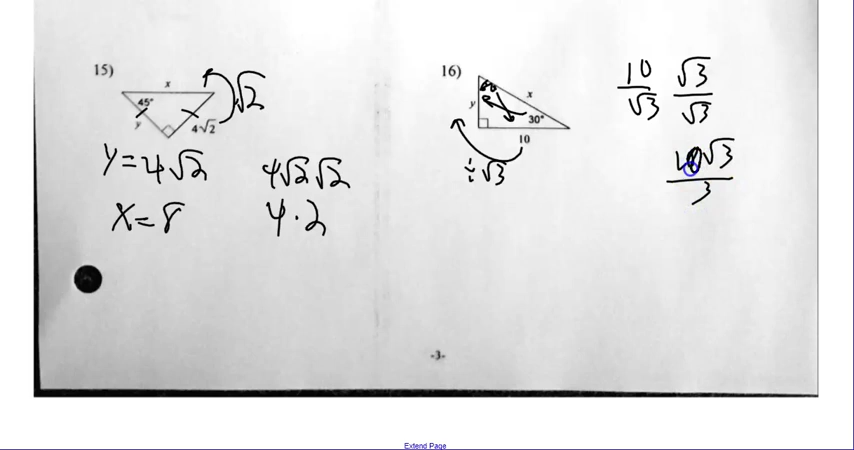 15)
x
45°
y
4√2
√2
y = 4√2
4√2√2
x = 8
4 · 2
16)
y
x
30°
10
÷√3
10/√3 √3/√3
10√3/3
-3-
Extend Page